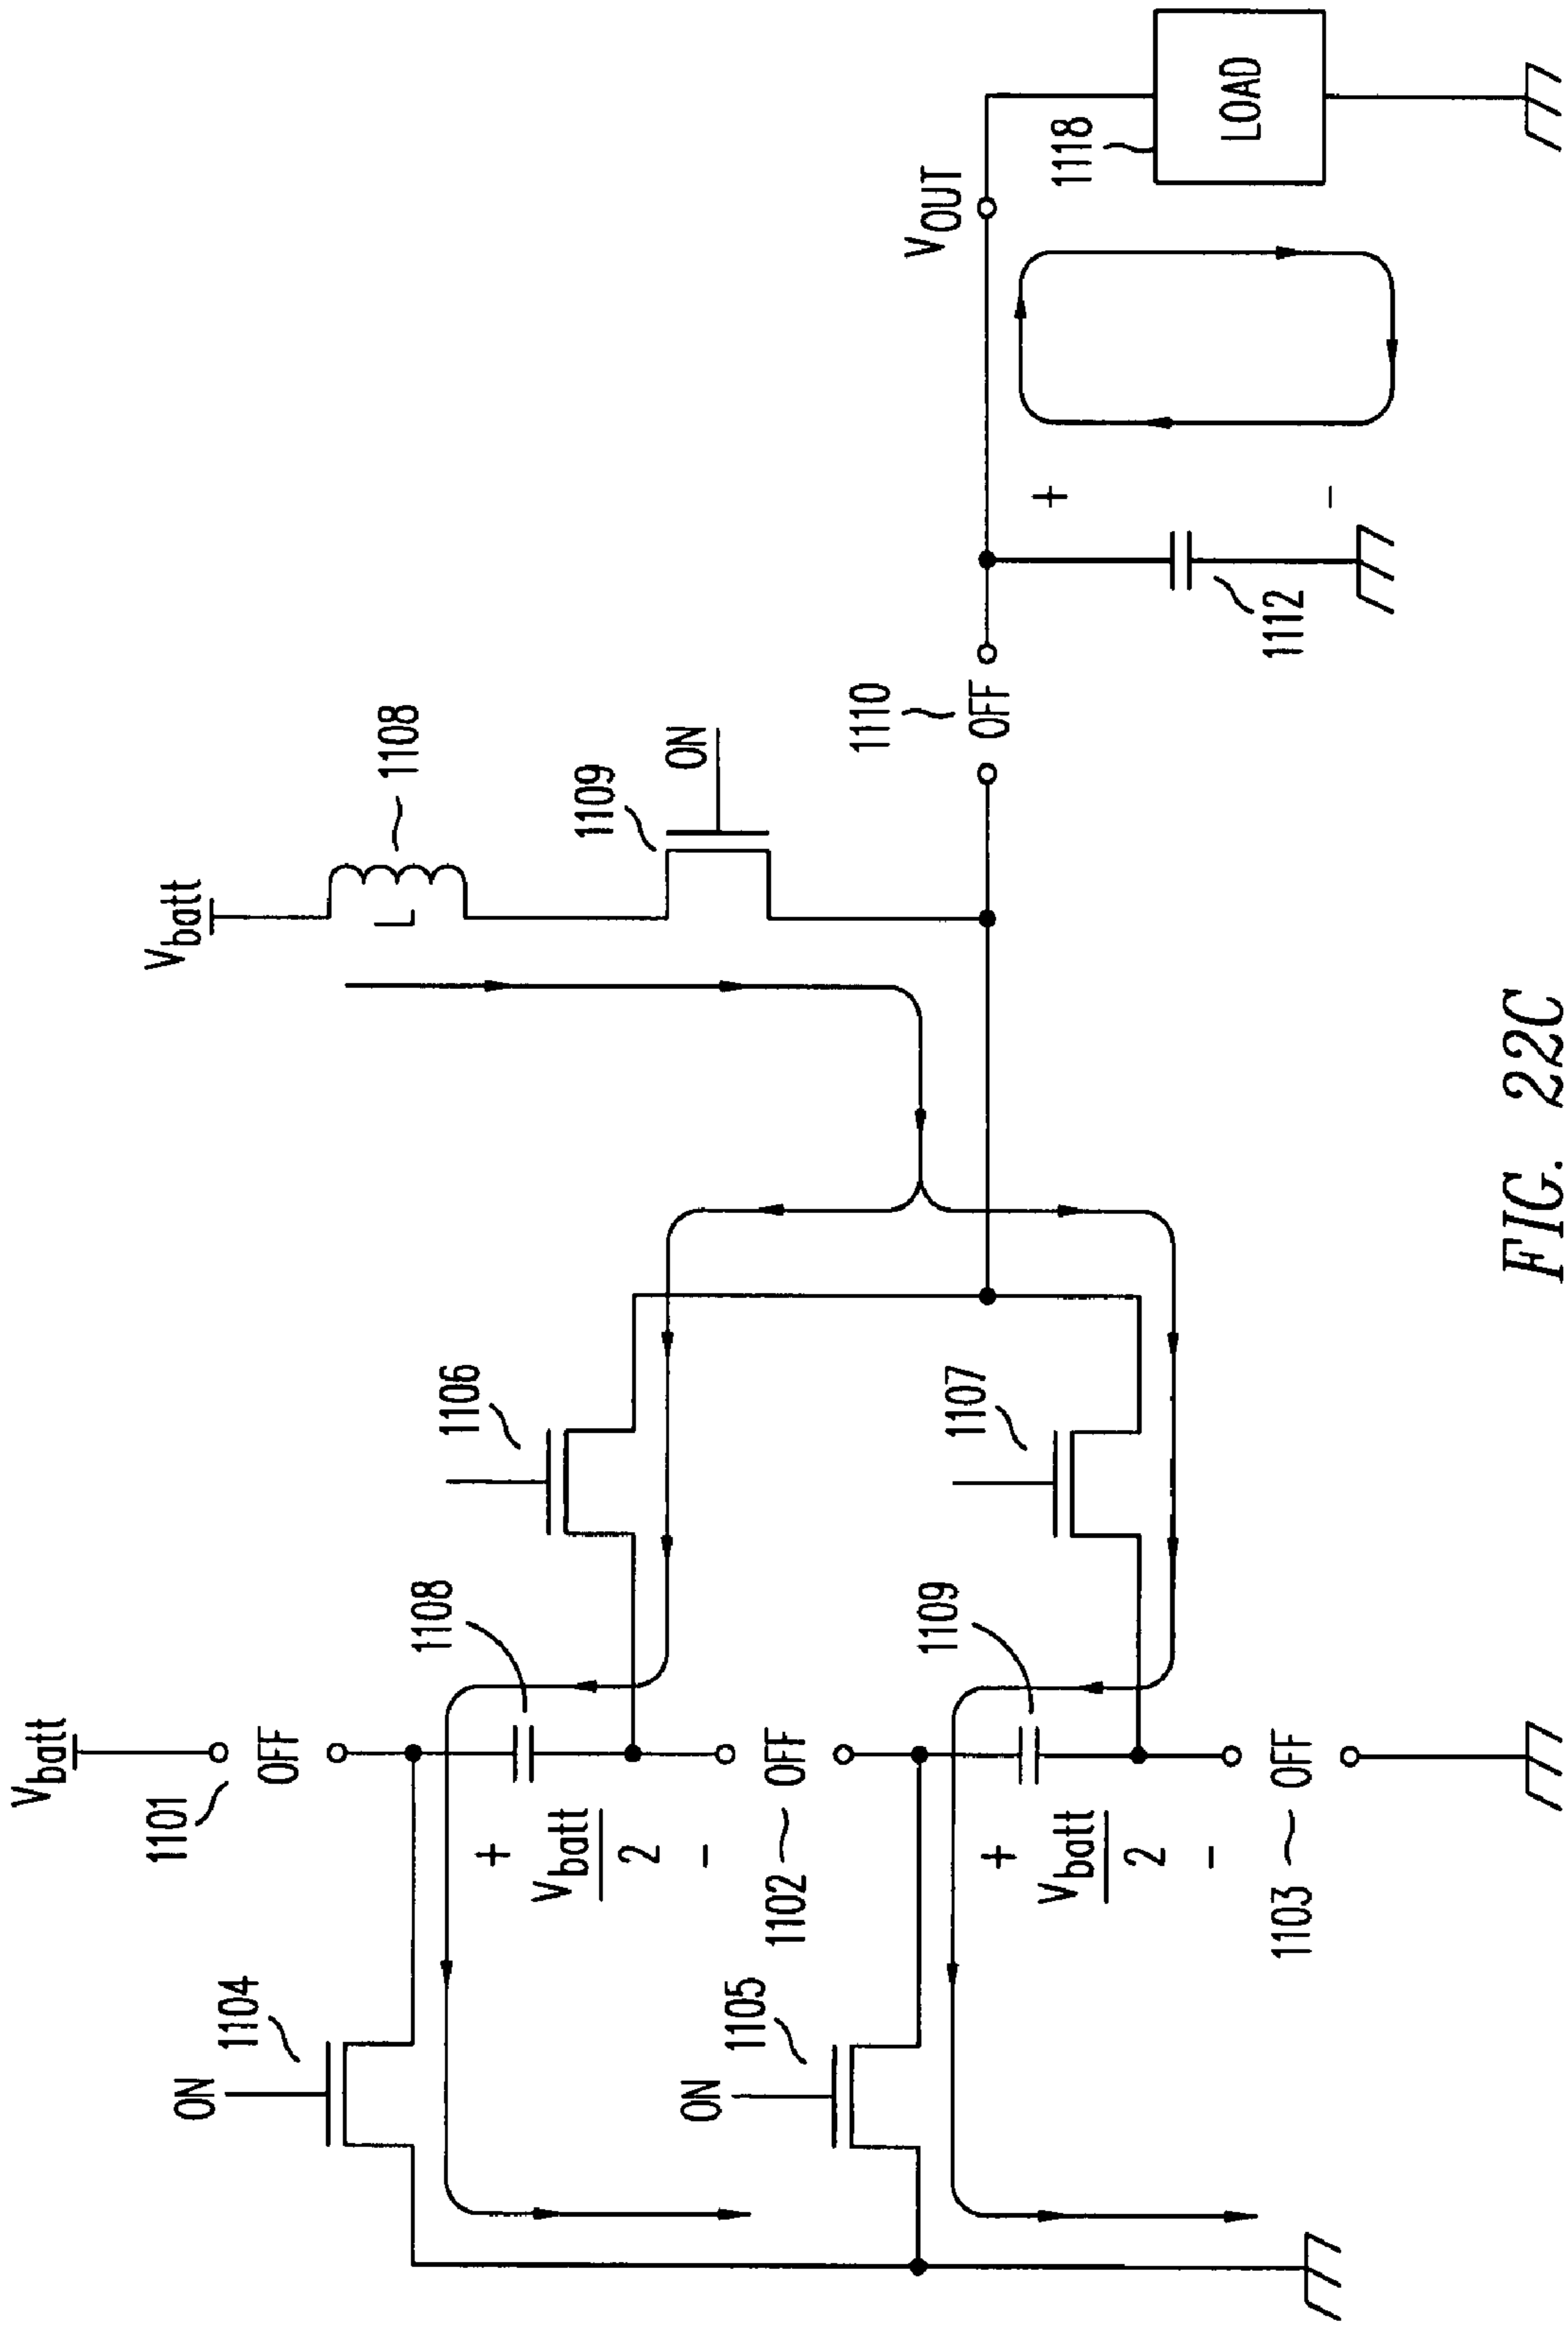 Vbatt
1101
OFF
ON
1104
1108
+
Vbatt
2
-
1106
1102
OFF
ON
1105
1109
+
Vbatt
2
-
1107
1103
OFF
Vbatt
L
1108
1109
ON
1110
OFF
VOUT
+
-
1112
1118
LOAD
FIG. 22C